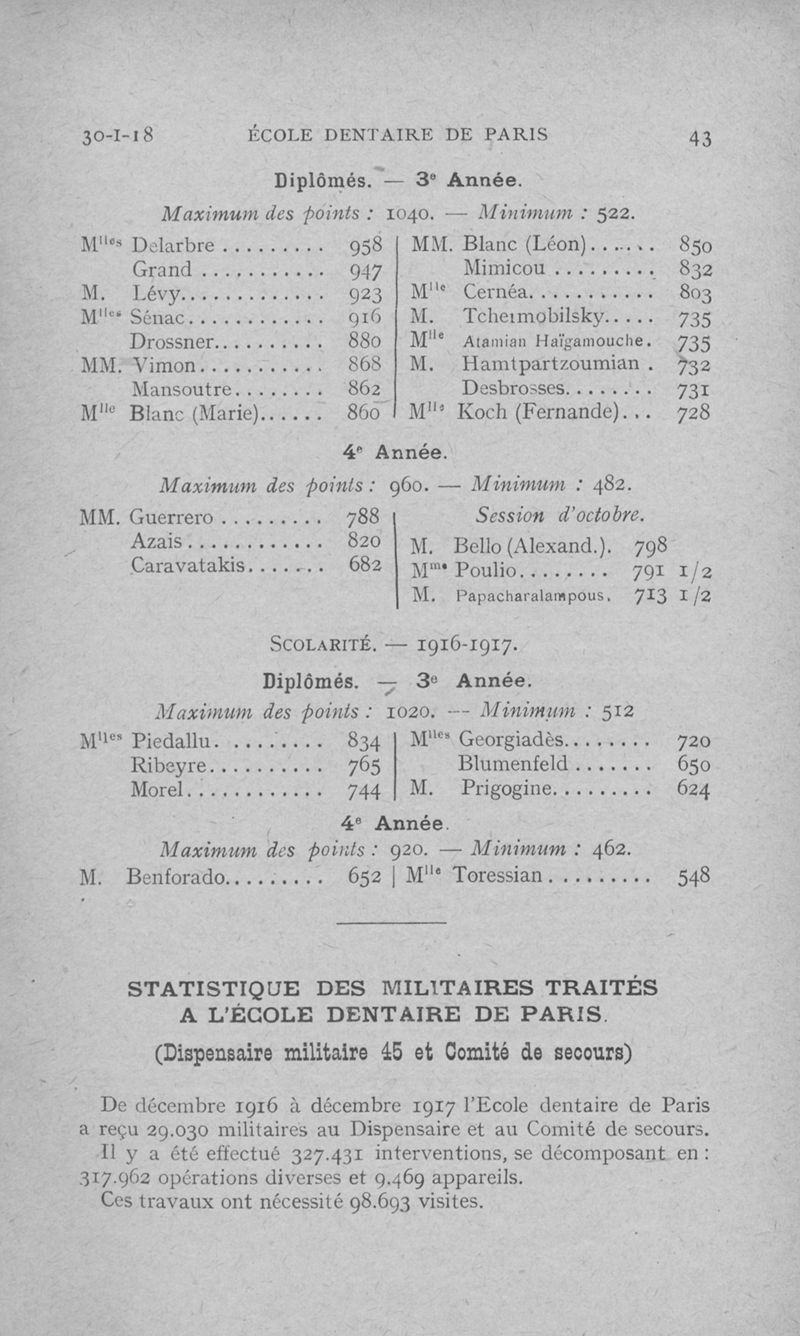 30-I-18 ÉCOLE DENTAIRE DE PARIS 43
Diplômés. — 3e Année.
Maximum des points : 1040. — Minimum : 522.
Mlles Delarbre . . . . . . . . . 958
Grand . . . . . . . . . . . 947
M. Lévy. . . . . . . . . . . . . 923
Mlles Sénac . . . . . . . . . . . . 916
Drossner. . . . . . . . . . 880
MM. Vimon . . . . . . . . . . . 868
Mansoutre . . . . . . . . 862
Mlle Blanc (Marie). . . . . . 860
MM. Blanc (Léon) . . . . . . 850
Mimicou . . . . . . . . . 832
Mlle Cernéa. . . . . . . . . . . 803
M. Tcheimobilsky. . . . . 735
Mlle Atamian Haïgamouche. 735
M. Hamtpartzoumian . 732
Desbrosses. . . . . . . . 731
Mlle Koch (Fernande). . . 728
4e Année.
Maximum des points : 960. — Minimum : 482.
MM. Guerrero . . . . . . . . . 788
Azais . . . . . . . . . . . . 820
Caravatakis. . . . . . . 682
Session d'octobre.
M. Bello (Alexand.). 798
Mme Poulio. . . . . . . . 791 1/2
M. Papacharalampous. 713 1/2
SCOLARITÉ. — 1916-1917.
Diplômés. — 3e Année.
Maximum des points : 1020. — Minimum : 512
Mlles Piedallu. . . . . . . . . 834
Ribeyre. . . . . . . . . . 765
Morel. . . . . . . . . . . . 744
Mlles Georgiadès. . . . . . . . 720
Blumenfeld . . . . . . . 650
M. Prigogine. . . . . . . . . 624
4e Année.
Maximum des points : 920. — Minimum : 462.
M. Benforado. . . . . . . . . 652 | Mlle Toressian . . . . . . . . . 548
STATISTIQUE DES MILITAIRES TRAITÉS
A L'ÉCOLE DENTAIRE DE PARIS.
(Dispensaire militaire 45 et Comité de secours)
De décembre 1916 à décembre 1917 l'Ecole dentaire de Paris
a reçu 29.030 militaires au Dispensaire et au Comité de secours.
Il y a été effectué 327.431 interventions, se décomposant en :
317.962 opérations diverses et 9.469 appareils.
Ces travaux ont nécessité 98.693 visites.